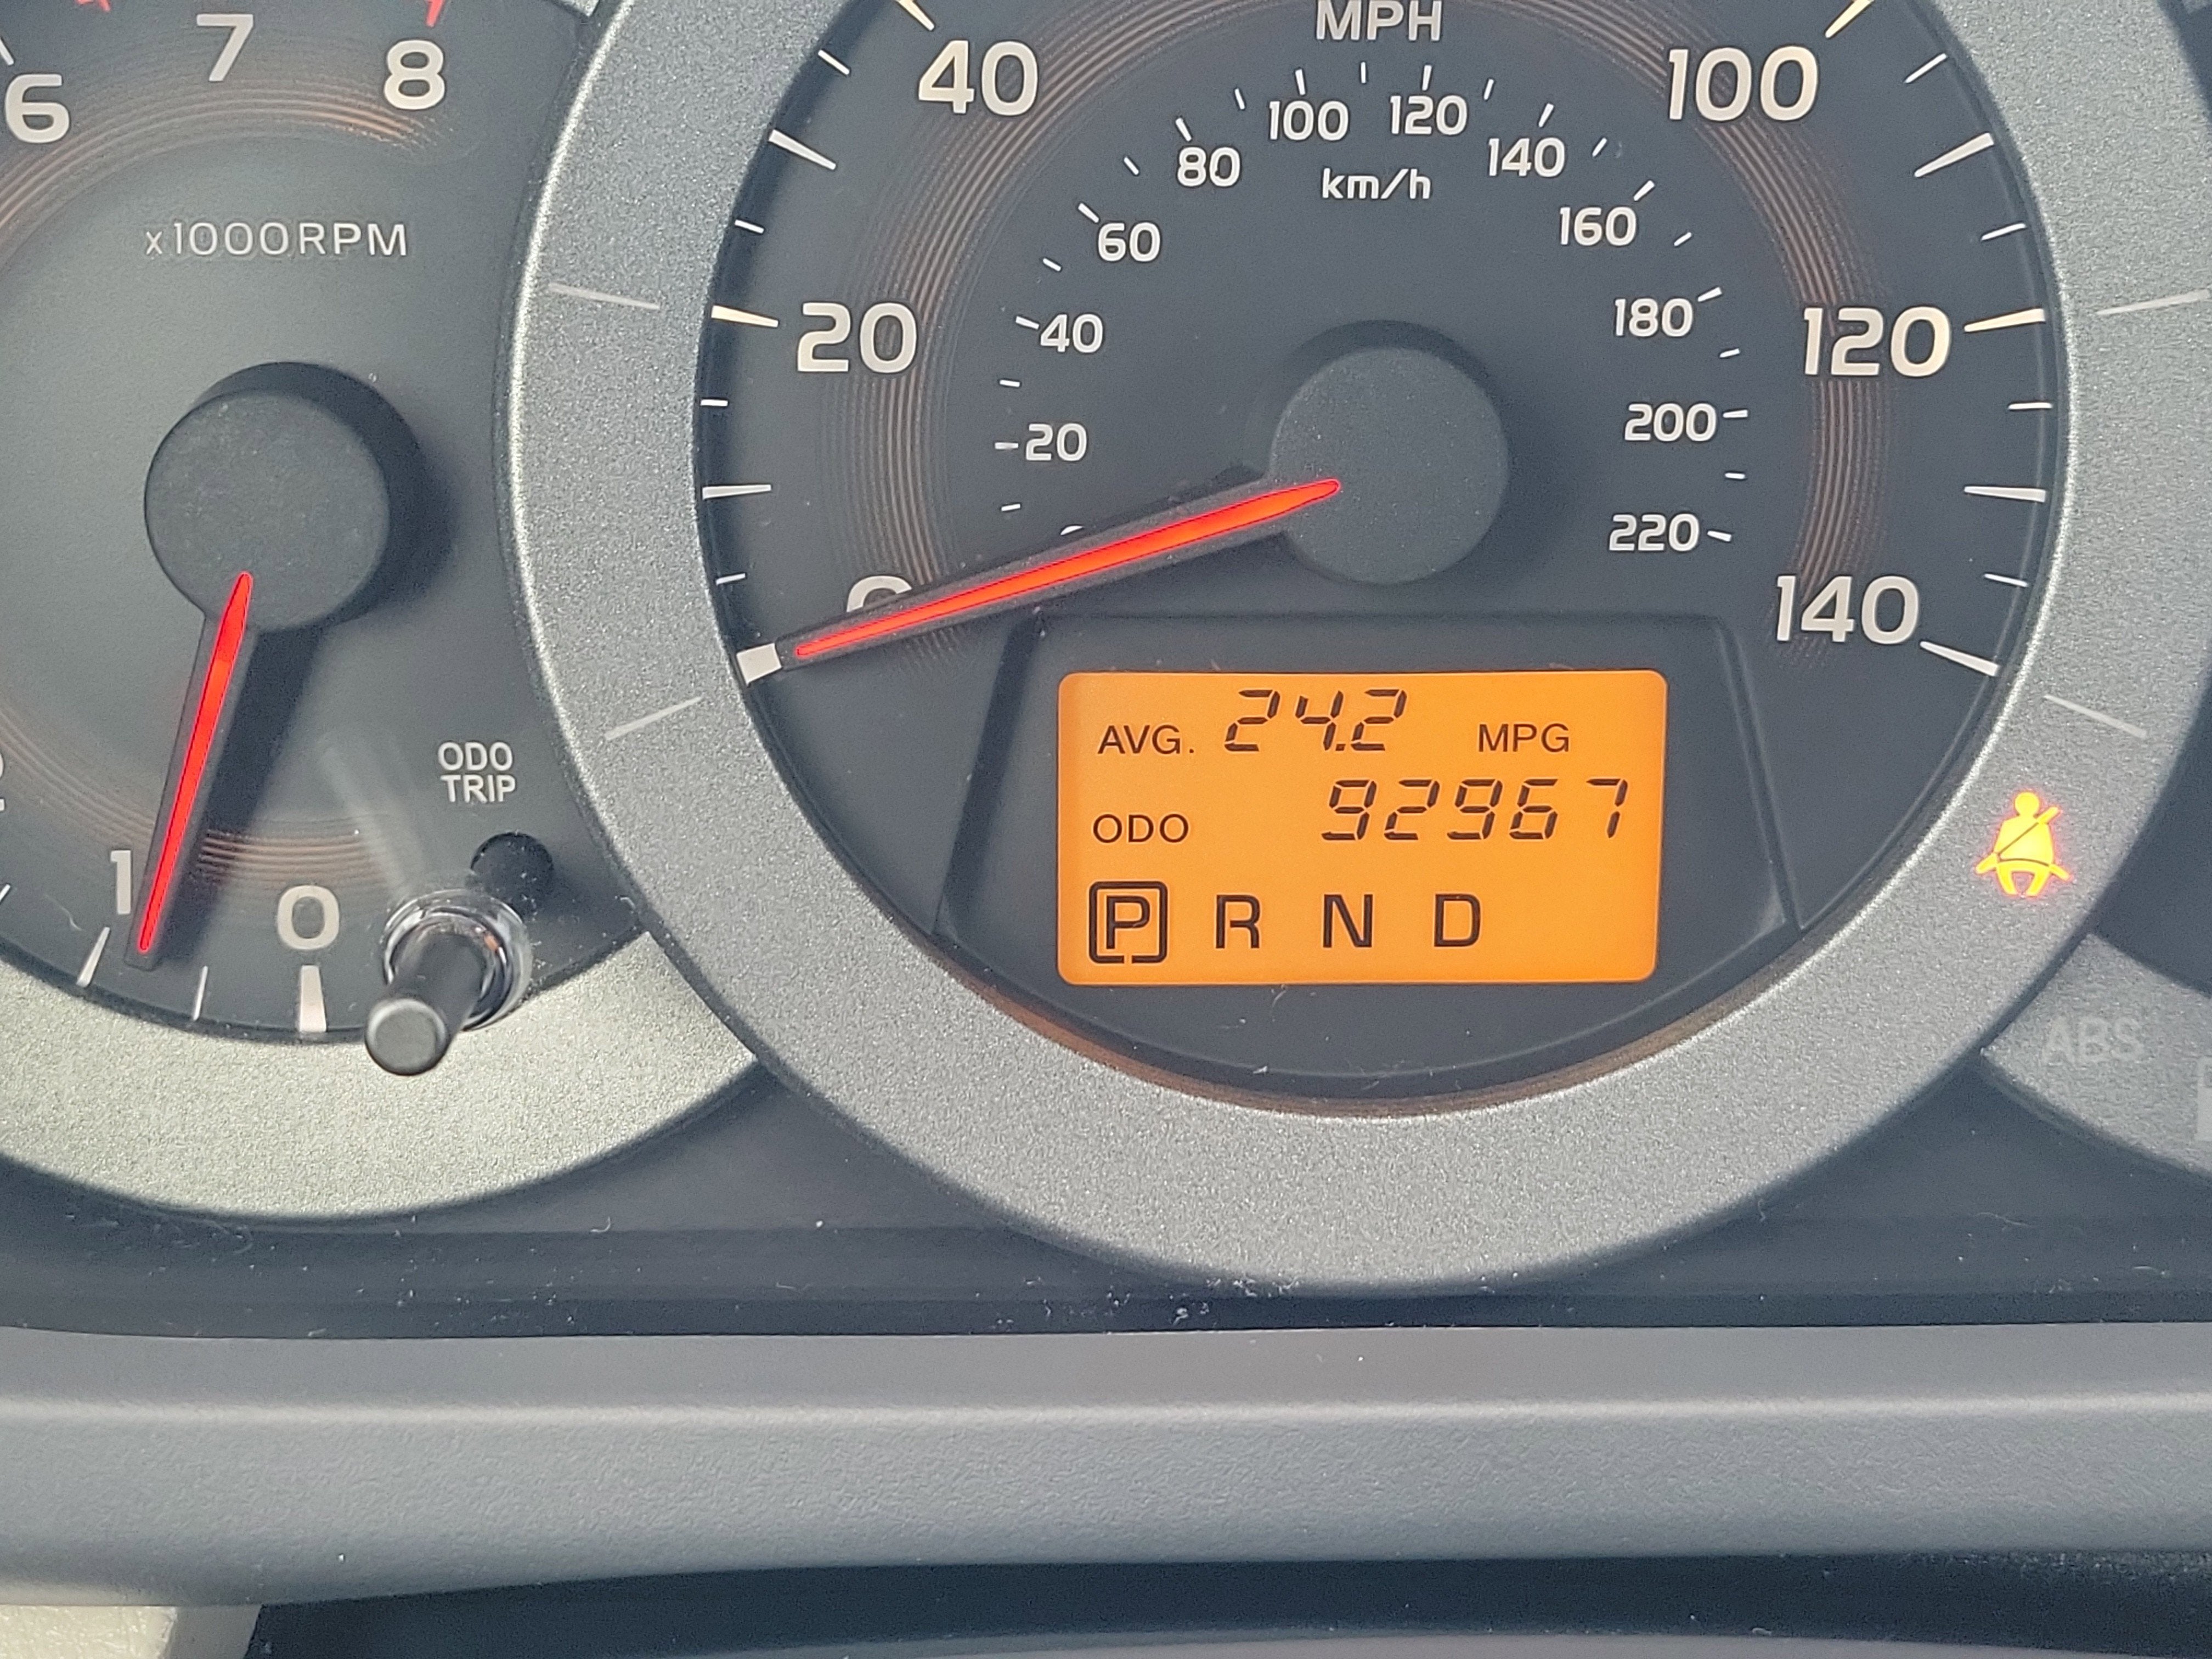 6 7 8
x1000RPM
1 0
ODO
TRIP
MPH
20 40 100 120 140
km/h
20 40 60 80 100 120 140 160 180 200 220
AVG. 24.2 MPG
ODO 92967
P R N D
ABS